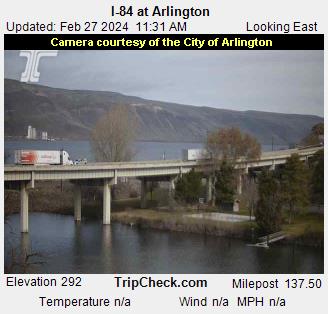 I-84 at Arlington
Updated: Feb 27 2024 11:31 AM Looking East
Camera courtesy of the City of Arlington
Elevation 292 TripCheck.com Milepost 137.50
Temperature n/a Wind n/a MPH n/a